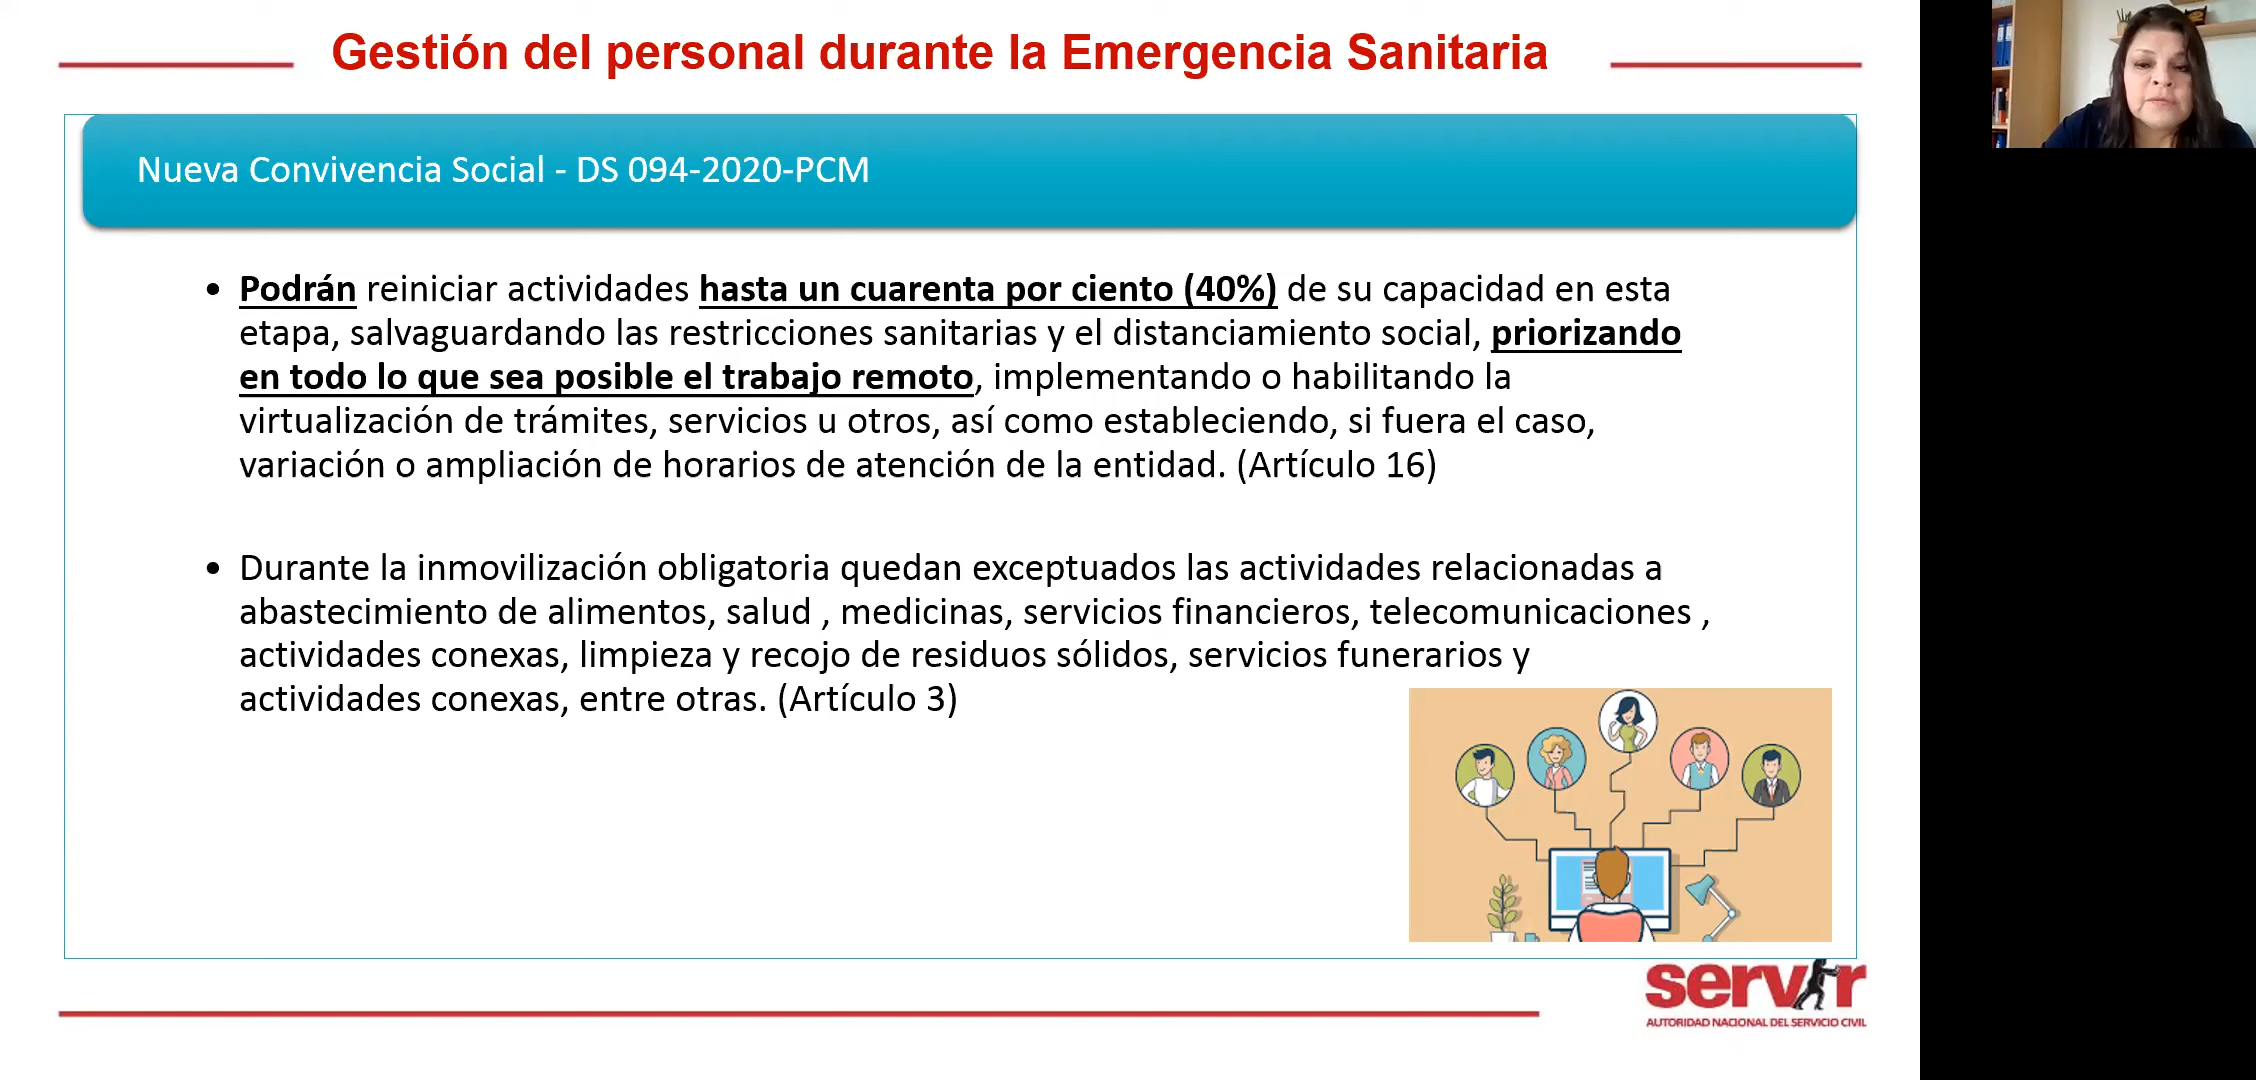 Gestión del personal durante la Emergencia Sanitaria
Nueva Convivencia Social - DS 094-2020-PCM
• Podrán reiniciar actividades hasta un cuarenta por ciento (40%) de su capacidad en esta
etapa, salvaguardando las restricciones sanitarias y el distanciamiento social, priorizando
en todo lo que sea posible el trabajo remoto, implementando o habilitando la
virtualización de trámites, servicios u otros, así como estableciendo, si fuera el caso,
variación o ampliación de horarios de atención de la entidad. (Artículo 16)
• Durante la inmovilización obligatoria quedan exceptuados las actividades relacionadas a
abastecimiento de alimentos, salud , medicinas, servicios financieros, telecomunicaciones ,
actividades conexas, limpieza y recojo de residuos sólidos, servicios funerarios y
actividades conexas, entre otras. (Artículo 3)
servir
AUTORIDAD NACIONAL DEL SERVICIO CIVIL